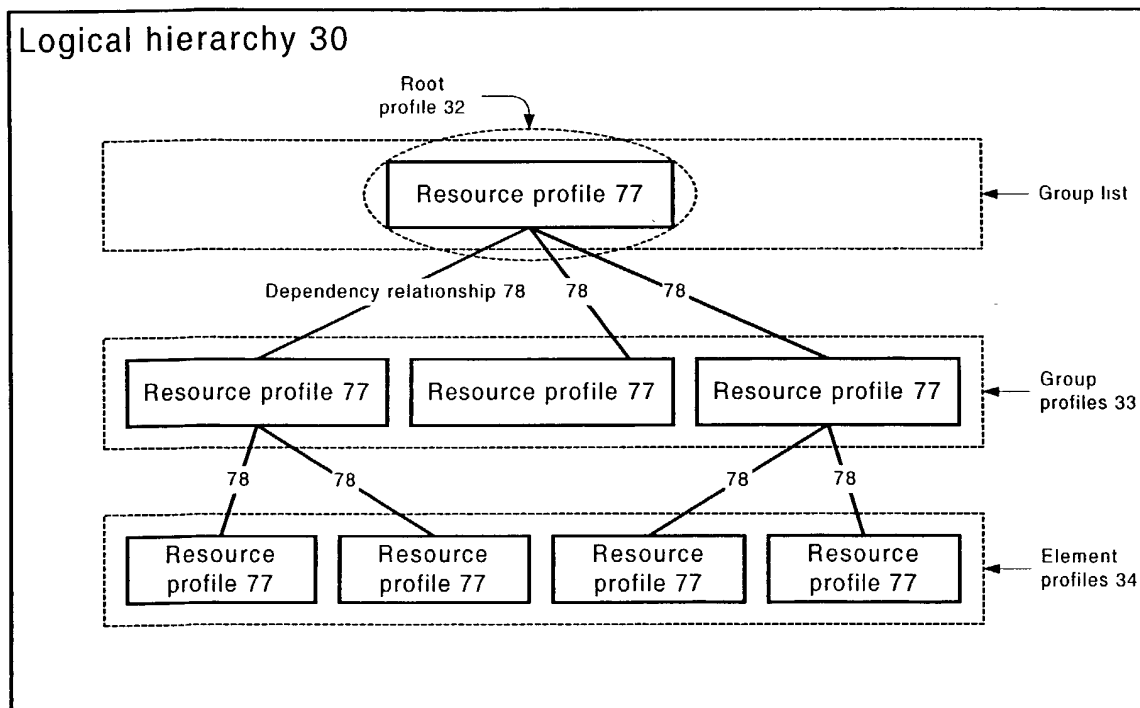 Logical hierarchy 30
Root
profile 32
Resource profile 77
Group list
Dependency relationship 78
78
78
Resource profile 77
Resource profile 77
Resource profile 77
Group
profiles 33
78
78
78
78
Resource
profile 77
Resource
profile 77
Resource
profile 77
Resource
profile 77
Element
profiles 34